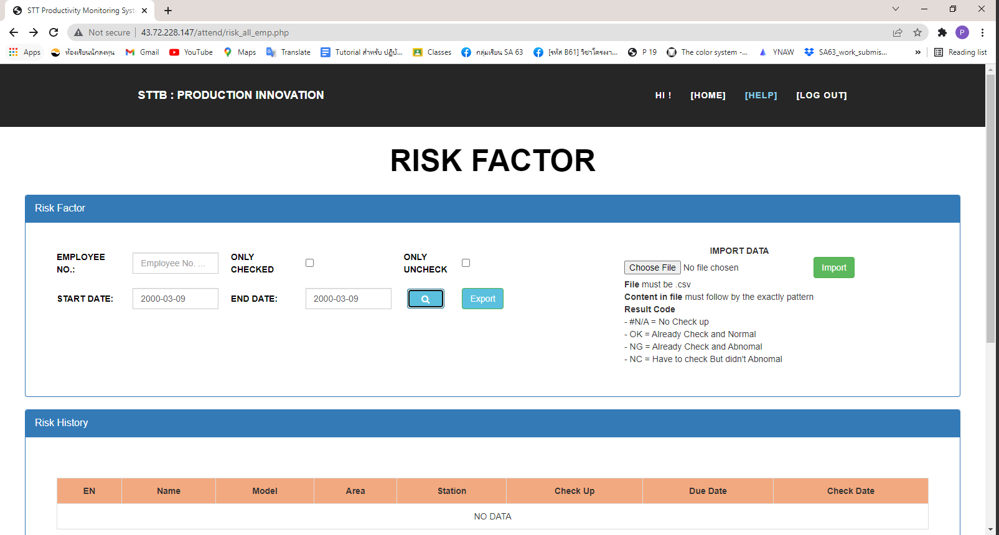 STT Productivity Monitoring Syst
Not secure
43.72.228.147/attend/risk_all_emp.php
P
Apps
ห้องเรียนนักลงทุน
Gmail
YouTube
Maps
Translate
Tutorial สำหรับ ปฏิบั...
Classes
กลุ่มเรียน SA 63
[รหัส B61] วิชาโครงงา...
P 19
The color system -...
YNAW
SA63_work_submis...
»
Reading list
STTB : PRODUCTION INNOVATION
HI !
[HOME]
[HELP]
[LOG OUT]
RISK FACTOR
Risk Factor
EMPLOYEE
NO.:
Employee No. ...
ONLY
CHECKED
ONLY
UNCHECK
START DATE:
2000-03-09
END DATE:
2000-03-09
Export
IMPORT DATA
Choose File No file chosen
Import
File must be .csv
Content in file must follow by the exactly pattern
Result Code
- #N/A = No Check up
- OK = Already Check and Normal
- NG = Already Check and Abnomal
- NC = Have to check But didn't Abnomal
Risk History
EN
Name
Model
Area
Station
Check Up
Due Date
Check Date
NO DATA